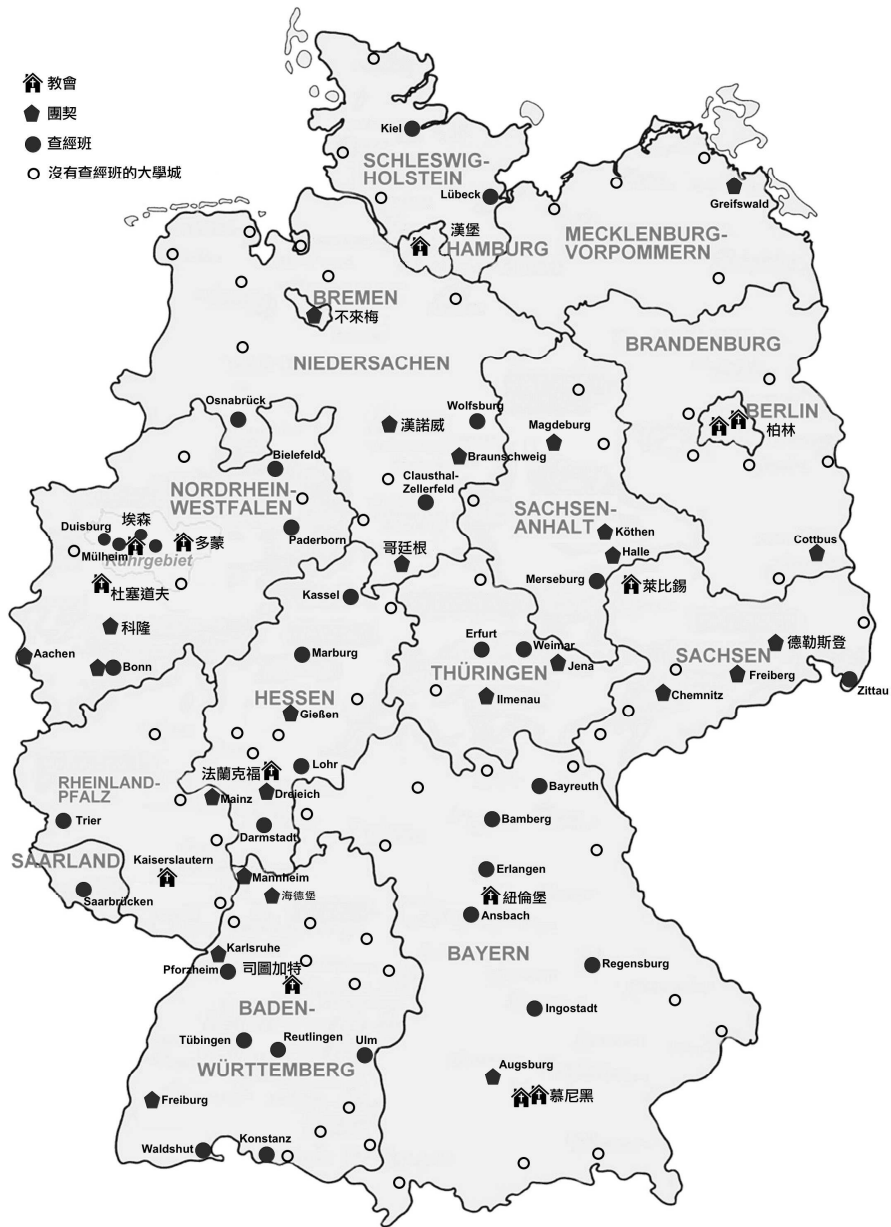 教會
團契
查經班
沒有查經班的大學城
Kiel
SCHLESWIG-
HOLSTEIN
Lübeck
Greifswald
漢堡
HAMBURG
MECKLENBURG-
VORPOMMERN
BREMEN
不來梅
BRANDENBURG
NIEDERSACHEN
Osnabrück
Wolfsburg
BERLIN
柏林
漢諾威
Magdeburg
Braunschweig
Bielefeld
Clausthal-
Zellerfeld
NORDRHEIN-
WESTFALEN
SACHSEN-
ANHALT
埃森
Duisburg
Paderborn
Köthen
多蒙
Mülheim
Ruhrgebiet
哥廷根
Halle
Cottbus
Merseburg
萊比錫
杜塞道夫
Kassel
科隆
Erfurt
Weimar
德勒斯登
Aachen
Bonn
Marburg
THÜRINGEN
Jena
SACHSEN
Freiberg
Zittau
HESSEN
Ilmenau
Chemnitz
Gießen
法蘭克福
Lohr
RHEINLAND-
PFALZ
Mainz
Dreieich
Bayreuth
Trier
Darmstadt
Bamberg
SAARLAND
Kaiserslautern
Erlangen
Mannheim
海德堡
紐倫堡
Saarbrücken
Ansbach
Karlsruhe
BAYERN
Pforzheim
司圖加特
Regensburg
BADEN-
Ingostadt
Tübingen
Reutlingen
Ulm
WÜRTTEMBERG
Augsburg
慕尼黑
Freiburg
Waldshut
Konstanz